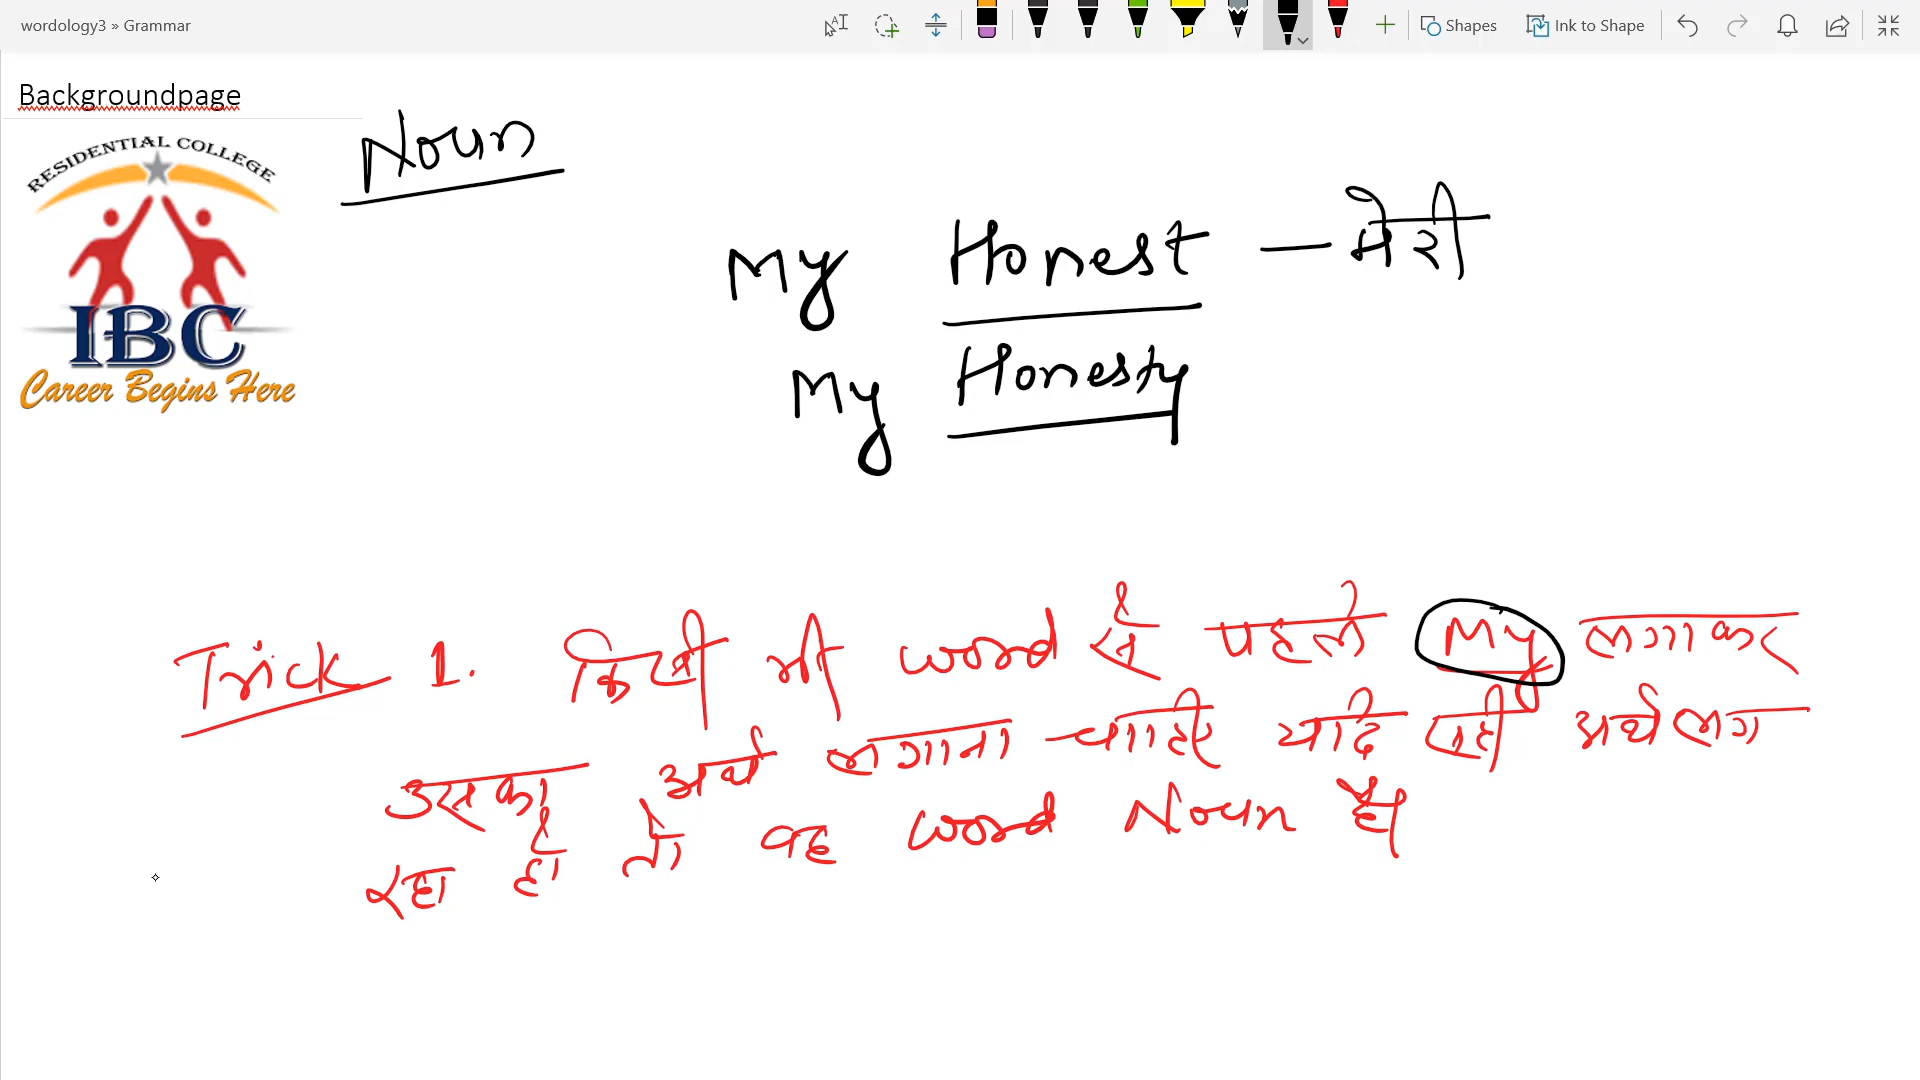 wordology3 » Grammar
Shapes
Ink to Shape
Backgroundpage
RESIDENTIAL COLLEGE
IBC
Career Begins Here
Noun
My Honest — मेरी
My Honesty
Trick 1. किसी भी word से पहले My लगाकर
उसका अर्थ लगाना चाहिए यदि सही अर्थ लग
रहा हो तो वह word Noun है।